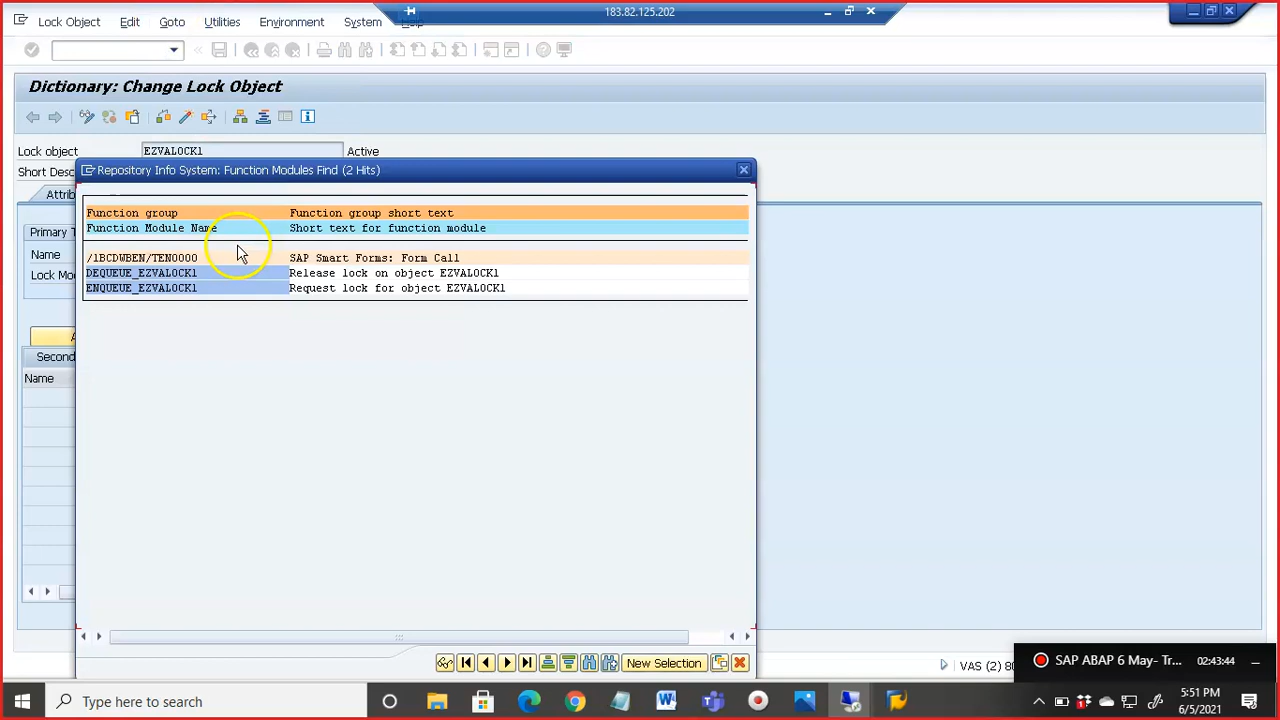 183.82.125.202
Lock Object Edit Goto Utilities Environment System Help
Dictionary: Change Lock Object
Lock object EZVALOCK1 Active
Short Desc
Attrib
Repository Info System: Function Modules Find (2 Hits)
Function group Function group short text
Function Module Name Short text for function module
/1BCDWBEN/TEN0000 SAP Smart Forms: Form Call
DEQUEUE_EZVALOCK1 Release lock on object EZVALOCK1
ENQUEUE_EZVALOCK1 Request lock for object EZVALOCK1
Primary T
Name
Lock Mo
A
Second
Name
New Selection
VAS (2) 80
SAP ABAP 6 May- Tr... 02:43:44
Type here to search
5:51 PM
6/5/2021